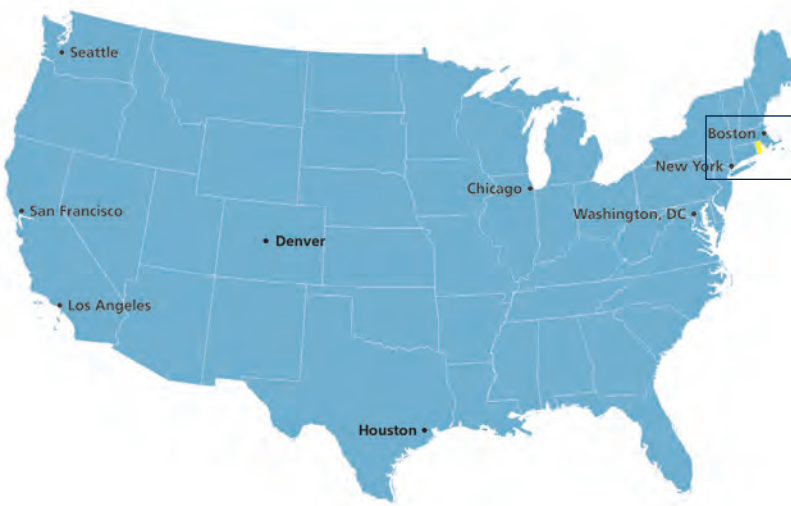 Seattle
Boston
New York
Chicago
San Francisco
Washington, DC
Denver
Los Angeles
Houston